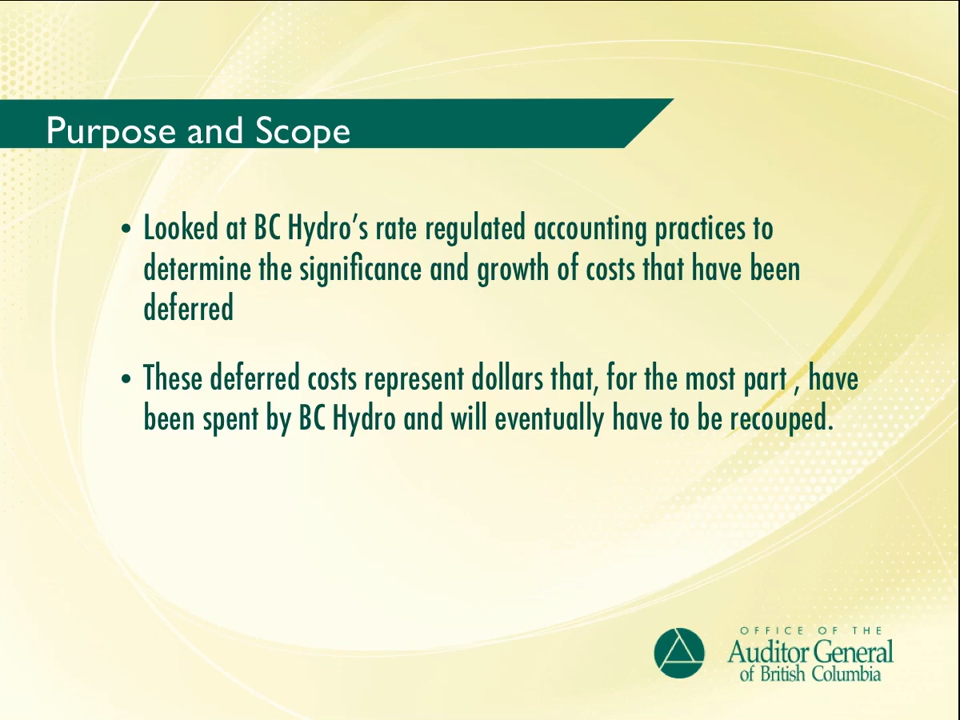 Purpose and Scope
• Looked at BC Hydro’s rate regulated accounting practices to
determine the significance and growth of costs that have been
deferred
• These deferred costs represent dollars that, for the most part , have
been spent by BC Hydro and will eventually have to be recouped.
OFFICE OF THE
Auditor General
of British Columbia